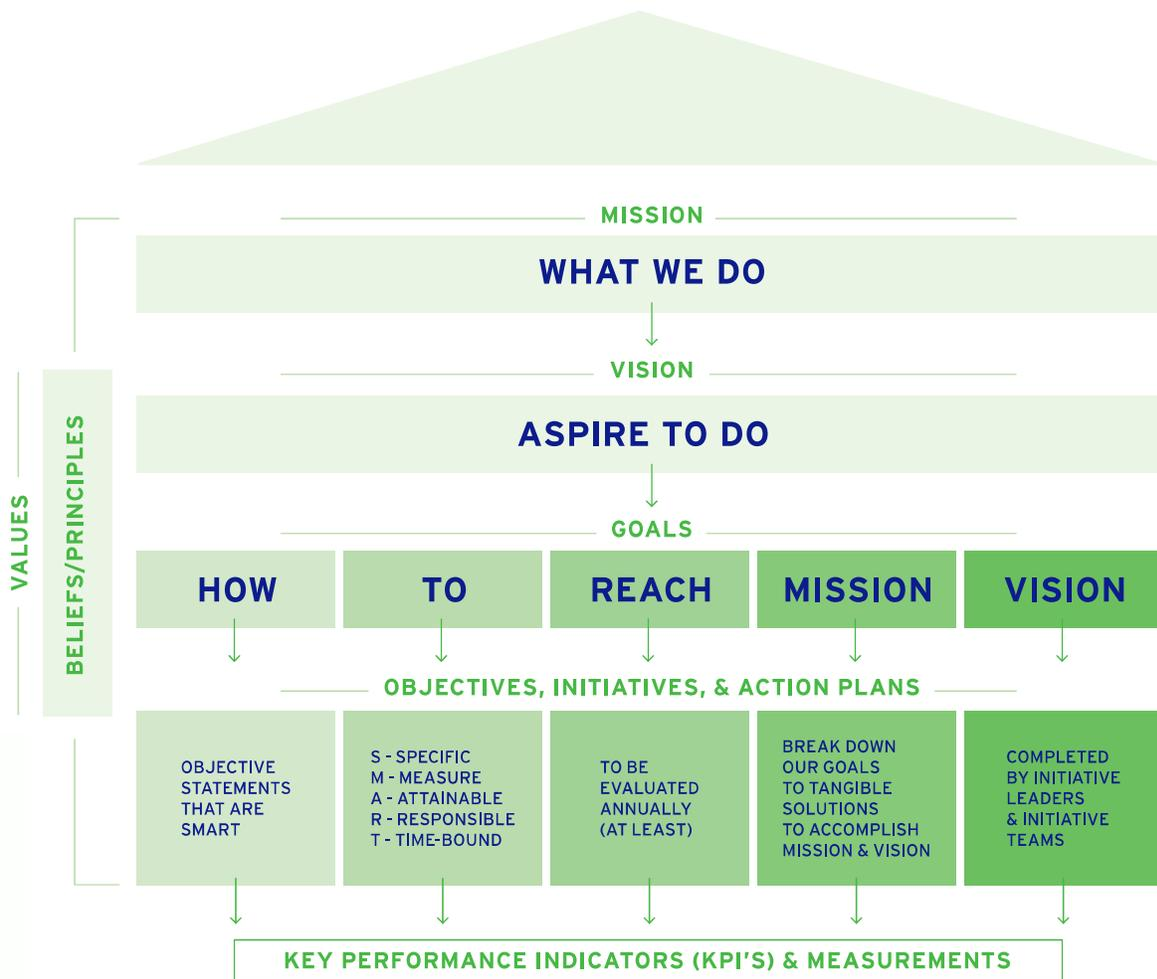 MISSION
WHAT WE DO
VISION
ASPIRE TO DO
VALUES
BELIEFS/PRINCIPLES
GOALS
HOW
TO
REACH
MISSION
VISION
OBJECTIVES, INITIATIVES, & ACTION PLANS
OBJECTIVE
STATEMENTS
THAT ARE
SMART
S - SPECIFIC
M - MEASURE
A - ATTAINABLE
R - RESPONSIBLE
T - TIME-BOUND
TO BE
EVALUATED
ANNUALLY
(AT LEAST)
BREAK DOWN
OUR GOALS
TO TANGIBLE
SOLUTIONS
TO ACCOMPLISH
MISSION & VISION
COMPLETED
BY INITIATIVE
LEADERS
& INITIATIVE
TEAMS
KEY PERFORMANCE INDICATORS (KPI'S) & MEASUREMENTS